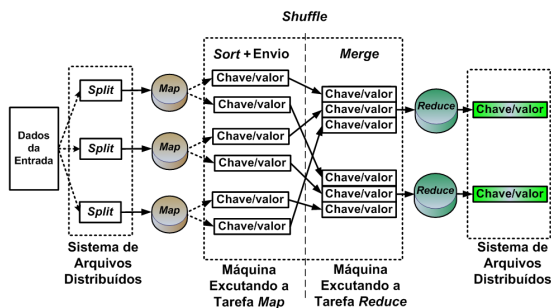 Shuffle
Sort + Envio
Merge
Dados
da
Entrada
Split
Split
Split
Map
Map
Map
Chave/valor
Chave/valor
Chave/valor
Chave/valor
Chave/valor
Chave/valor
Chave/valor
Chave/valor
Chave/valor
Chave/valor
Chave/valor
Chave/valor
Reduce
Reduce
Chave/valor
Chave/valor
Sistema de
Arquivos
Distribuídos
Máquina
Excutando a
Tarefa Map
Máquina
Excutando a
Tarefa Reduce
Sistema de
Arquivos
Distribuídos